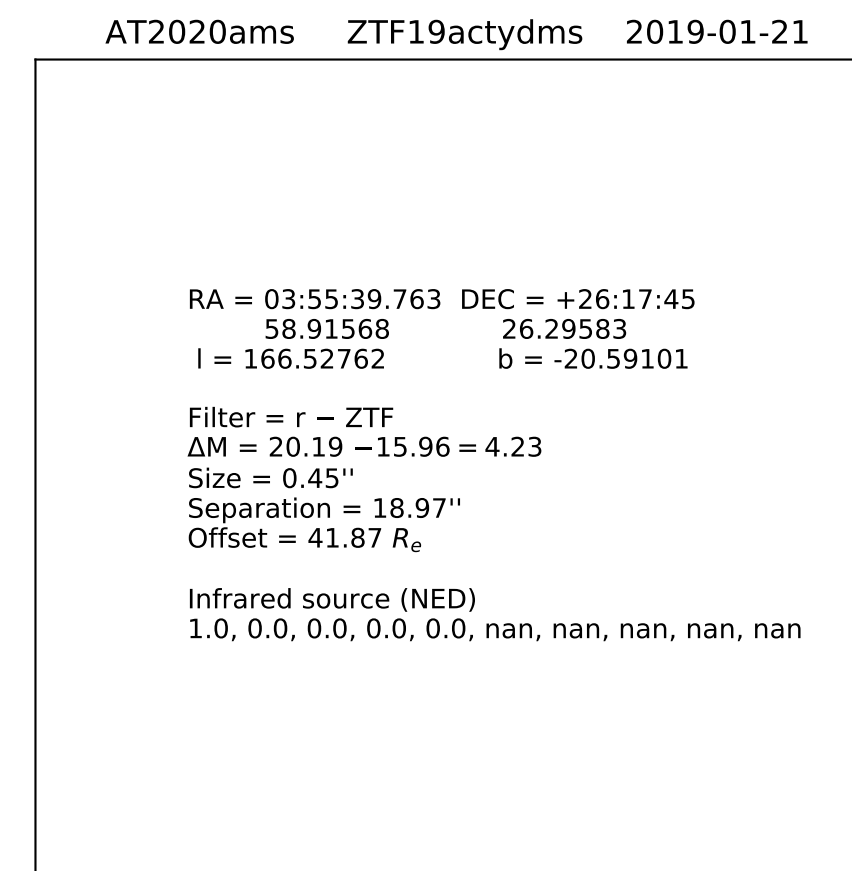 AT2020ams ZTF19actydms 2019-01-21
RA = 03:55:39.763 DEC = +26:17:45
58.91568 26.29583
l = 166.52762 b = -20.59101
Filter = r − ZTF
ΔM = 20.19 −15.96 = 4.23
Size = 0.45''
Separation = 18.97''
Offset = 41.87 Rₑ
Infrared source (NED)
1.0, 0.0, 0.0, 0.0, 0.0, nan, nan, nan, nan, nan